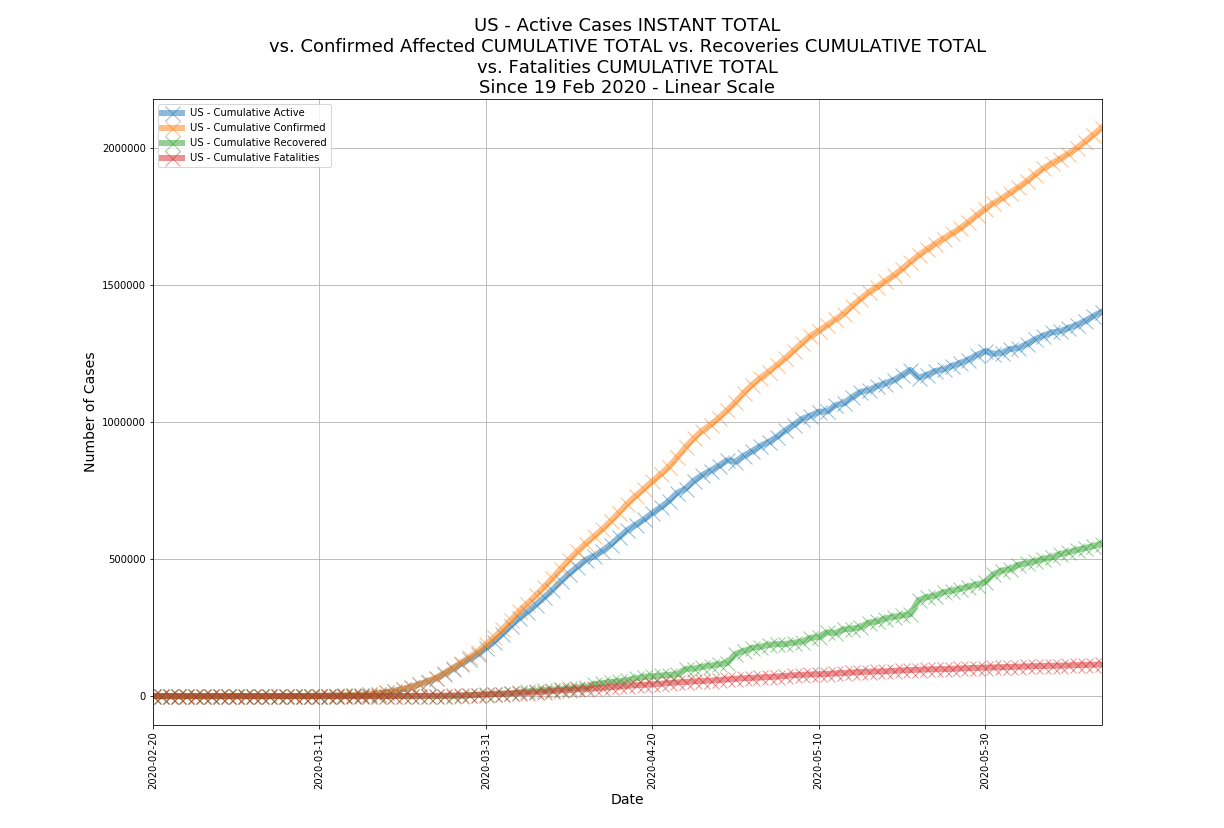 US - Active Cases INSTANT TOTAL
vs. Confirmed Affected CUMULATIVE TOTAL vs. Recoveries CUMULATIVE TOTAL
vs. Fatalities CUMULATIVE TOTAL
Since 19 Feb 2020 - Linear Scale
US - Cumulative Active
US - Cumulative Confirmed
US - Cumulative Recovered
US - Cumulative Fatalities
Number of Cases
2000000
1500000
1000000
500000
0
2020-02-20
2020-03-11
2020-03-31
2020-04-20
2020-05-10
2020-05-30
Date